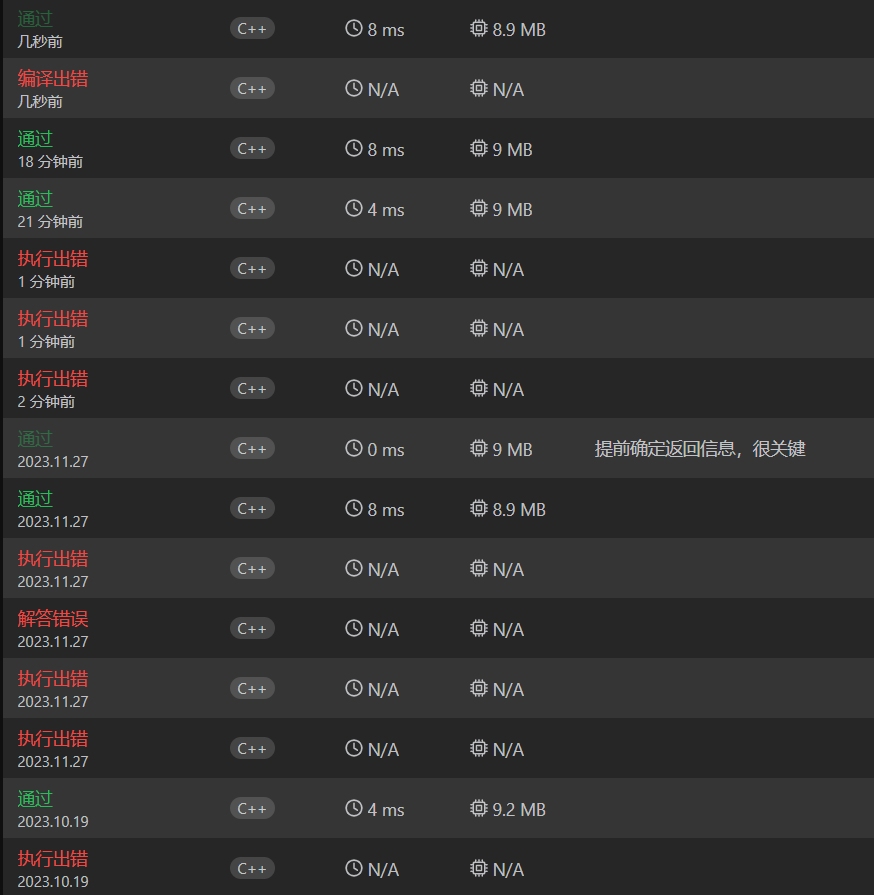 通过
几秒前
C++ 8 ms 8.9 MB
编译出错
几秒前
C++ N/A N/A
通过
18 分钟前
C++ 8 ms 9 MB
通过
21 分钟前
C++ 4 ms 9 MB
执行出错
1 分钟前
C++ N/A N/A
执行出错
1 分钟前
C++ N/A N/A
执行出错
2 分钟前
C++ N/A N/A
通过
2023.11.27
C++ 0 ms 9 MB 提前确定返回信息，很关键
通过
2023.11.27
C++ 8 ms 8.9 MB
执行出错
2023.11.27
C++ N/A N/A
解答错误
2023.11.27
C++ N/A N/A
执行出错
2023.11.27
C++ N/A N/A
执行出错
2023.11.27
C++ N/A N/A
通过
2023.10.19
C++ 4 ms 9.2 MB
执行出错
2023.10.19
C++ N/A N/A